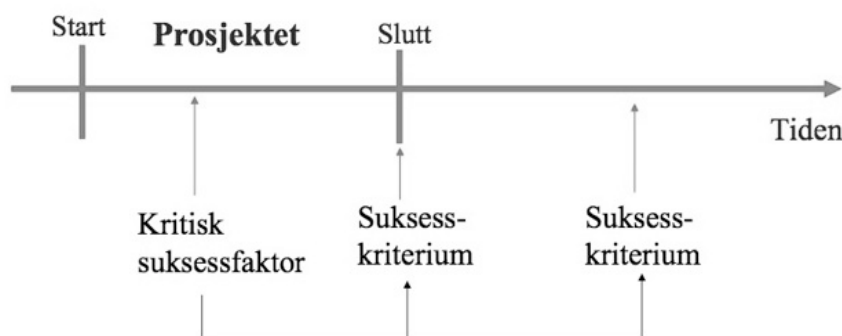 Start
Prosjektet
Slutt
Tiden
Kritisk
suksessfaktor
Suksess-
kriterium
Suksess-
kriterium